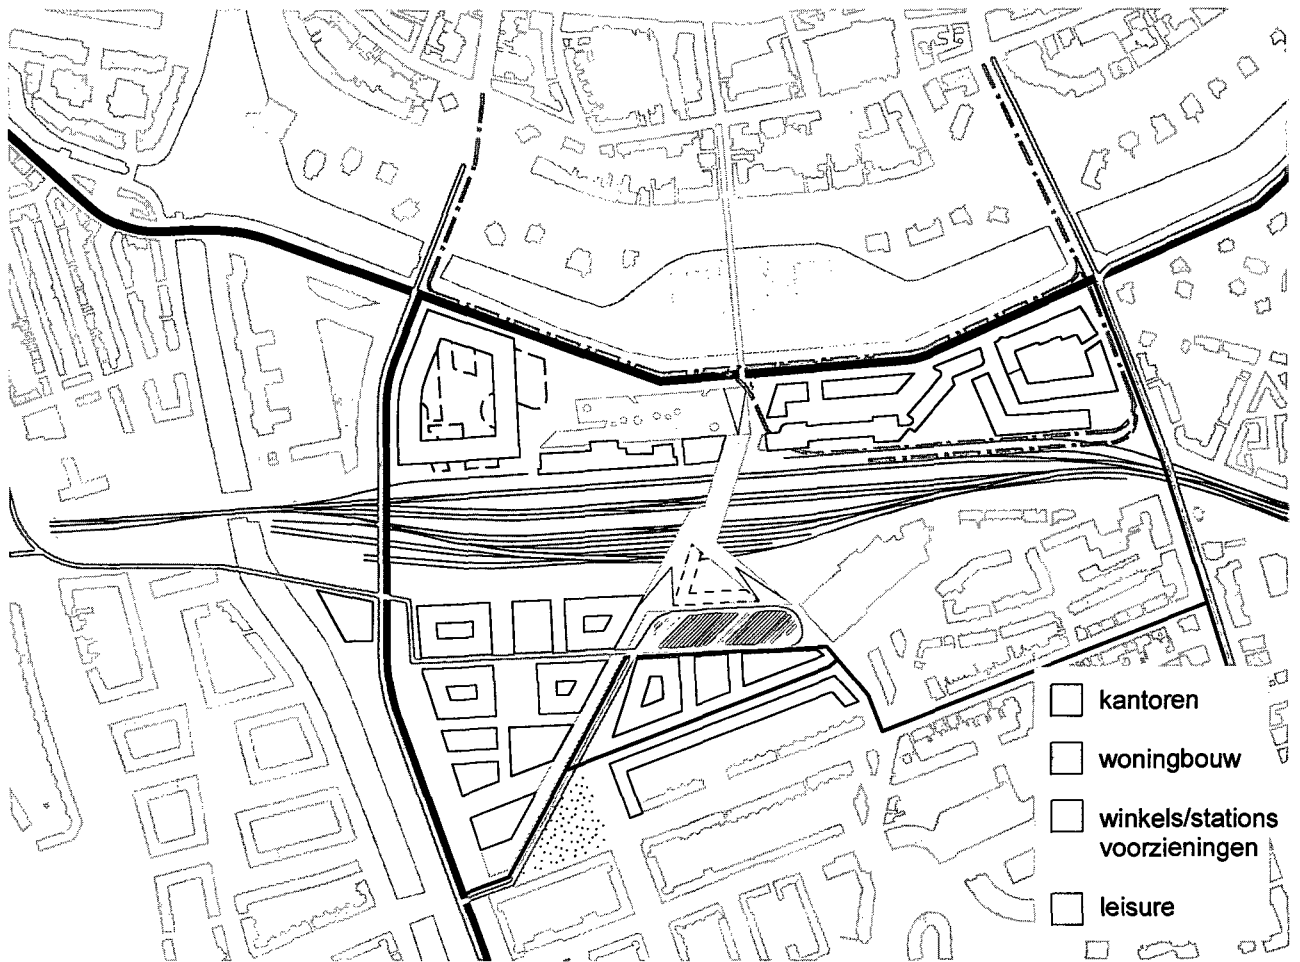 kantoren
woningbouw
winkels/stations
voorzieningen
leisure